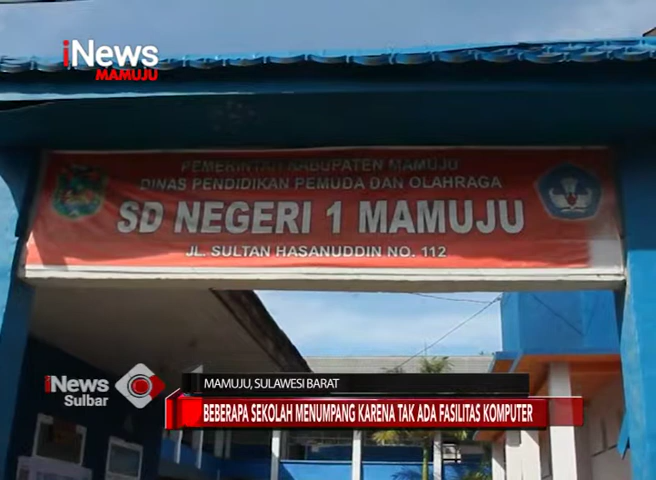 iNews
MAMUJU
PEMERINTAH KABUPATEN MAMUJU
DINAS PENDIDIKAN PEMUDA DAN OLAHRAGA
SD NEGERI 1 MAMUJU
JL. SULTAN HASANUDDIN NO. 112
iNews
Sulbar
MAMUJU, SULAWESI BARAT
BEBERAPA SEKOLAH MENUMPANG KARENA TAK ADA FASILITAS KOMPUTER